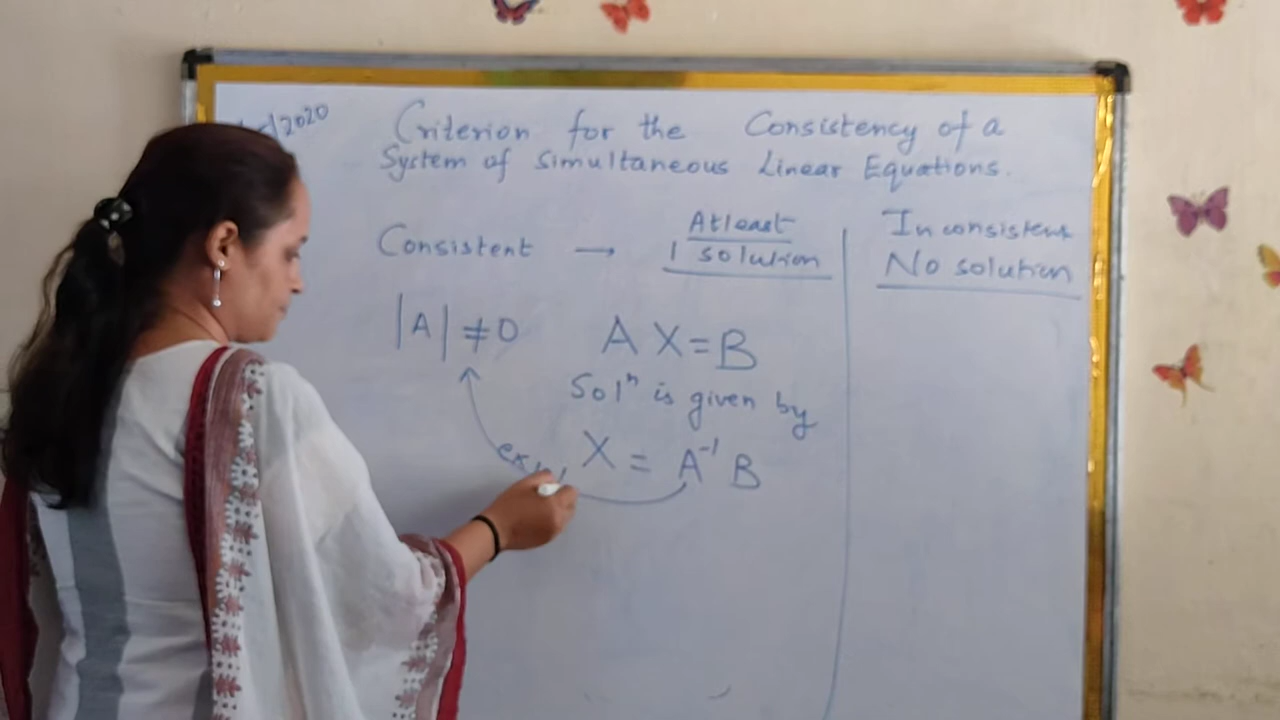 /2020
Criterion for the Consistency of a
System of Simultaneous Linear Equations.
Consistent → Atleast
1 solution
Inconsistent
No solution
|A| ≠ 0
AX = B
Solⁿ is given by
X = A⁻¹ B